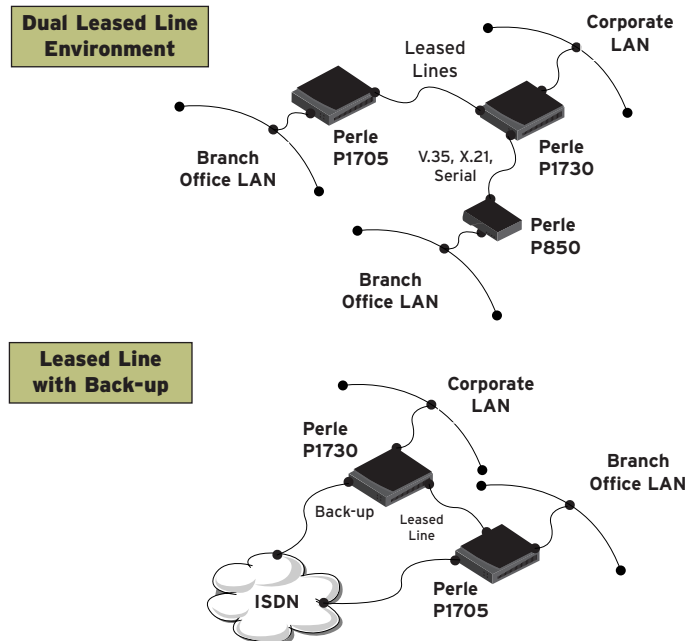 Dual Leased Line
Environment
Corporate
LAN
Leased
Lines
Perle
P1705
Perle
P1730
V.35, X.21,
Serial
Branch
Office LAN
Perle
P850
Branch
Office LAN
Leased Line
with Back-up
Corporate
LAN
Perle
P1730
Branch
Office LAN
Back-up
Leased
Line
ISDN
Perle
P1705